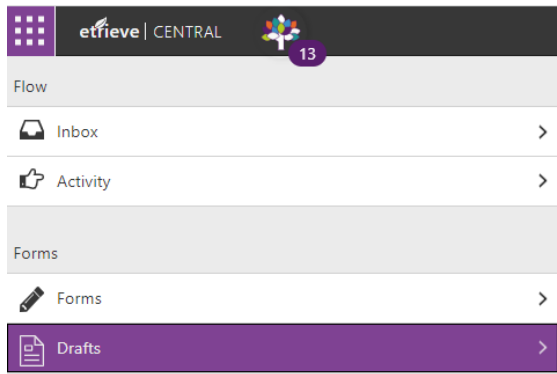 etrieve | CENTRAL
13
Flow
Inbox
Activity
Forms
Forms
Drafts